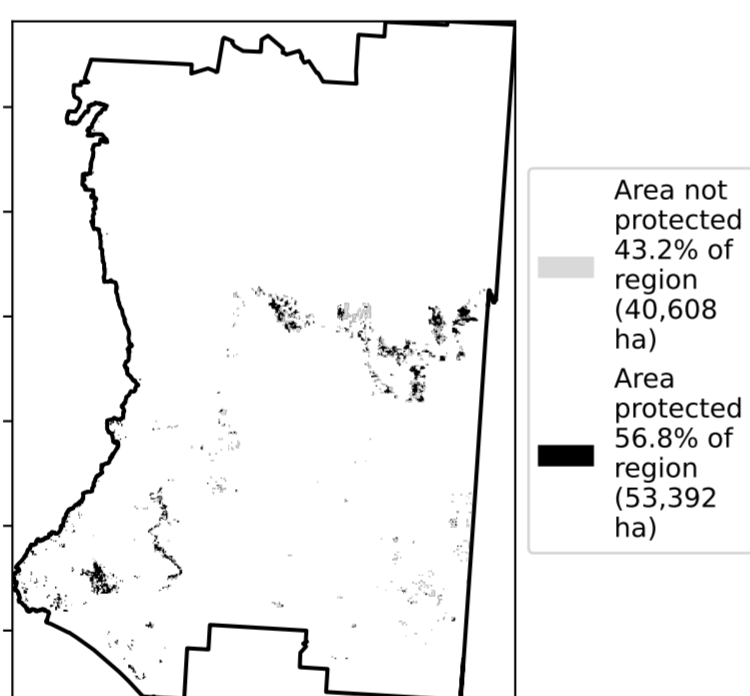 Area not
protected
43.2% of
region
(40,608
ha)
Area
protected
56.8% of
region
(53,392
ha)